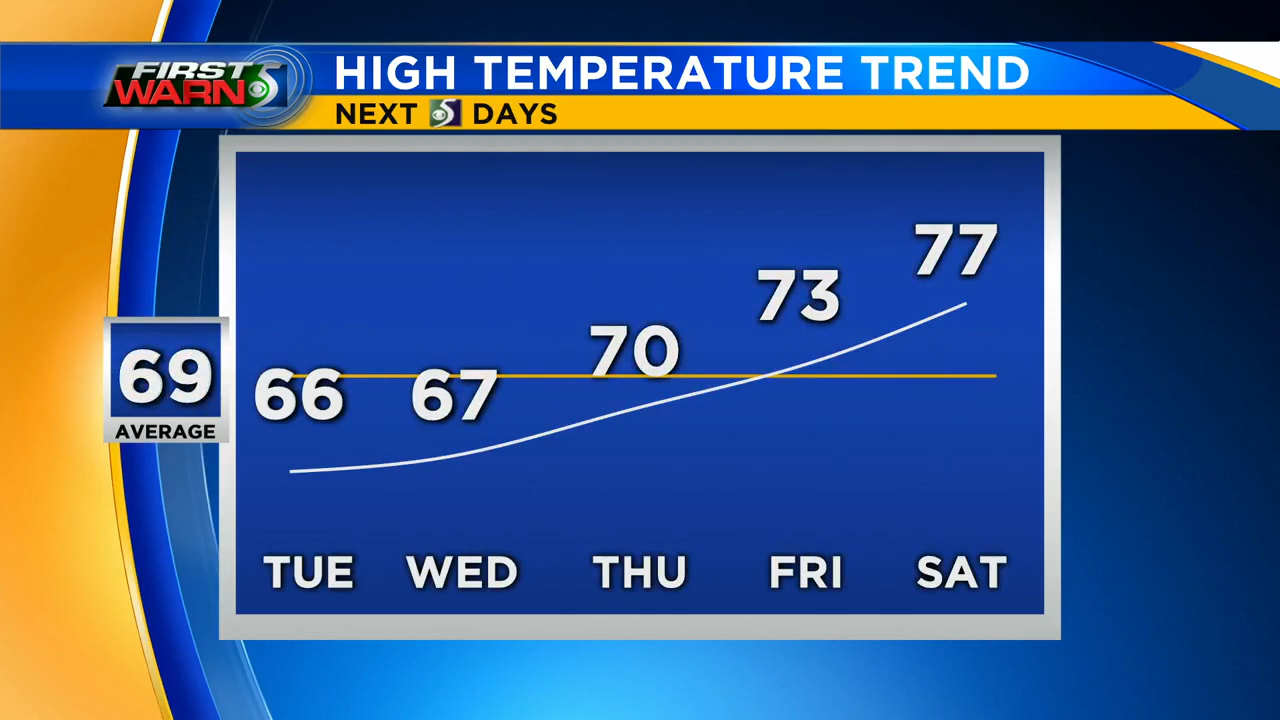 FIRST
WARN 5
HIGH TEMPERATURE TREND
NEXT 5 DAYS
77
73
70
69
66
67
AVERAGE
TUE WED THU FRI SAT